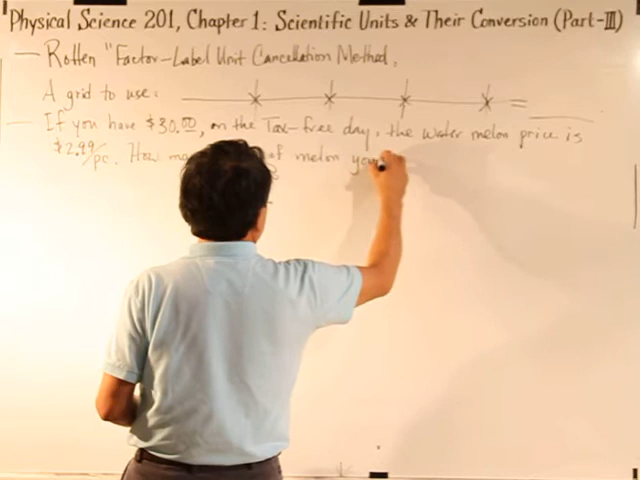 Physical Science 201, Chapter 1: Scientific Units & Their Conversion (Part-III)
— Rotten "Factor-Label Unit Cancellation Method.
A grid to use:
— If you have $30.00, on the Tax-free day, the water melon price is
$2.99/pc. How of melon you